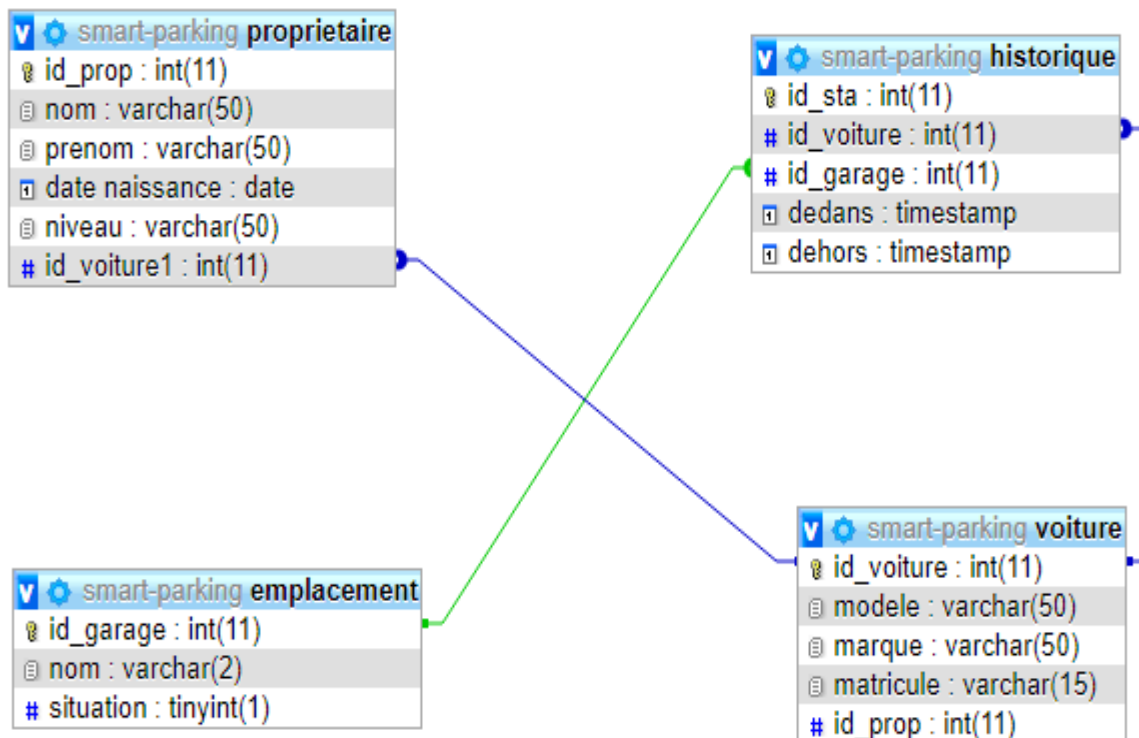 smart-parking proprietaire
id_prop : int(11)
nom : varchar(50)
prenom : varchar(50)
date naissance : date
niveau : varchar(50)
# id_voiture1 : int(11)
smart-parking historique
id_sta : int(11)
# id_voiture : int(11)
# id_garage : int(11)
dedans : timestamp
dehors : timestamp
smart-parking emplacement
id_garage : int(11)
nom : varchar(2)
# situation : tinyint(1)
smart-parking voiture
id_voiture : int(11)
modele : varchar(50)
marque : varchar(50)
matricule : varchar(15)
# id_prop : int(11)